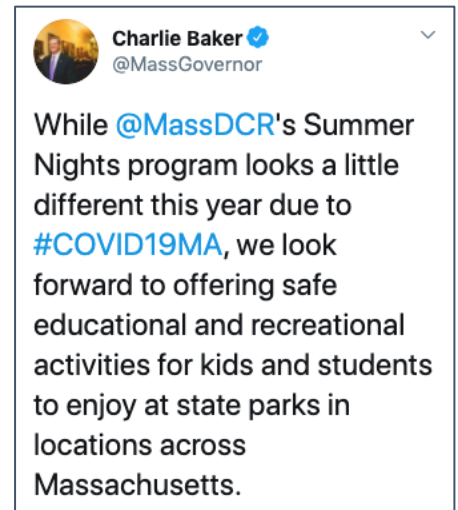 Charlie Baker
@MassGovernor
While @MassDCR's Summer
Nights program looks a little
different this year due to
#COVID19MA, we look
forward to offering safe
educational and recreational
activities for kids and students
to enjoy at state parks in
locations across
Massachusetts.